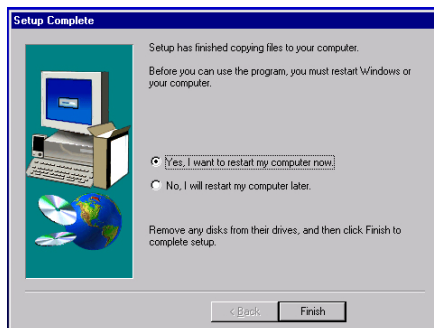 Setup Complete
Setup has finished copying files to your computer.
Before you can use the program, you must restart Windows or
your computer.
Yes, I want to restart my computer now.
No, I will restart my computer later.
Remove any disks from their drives, and then click Finish to
complete setup.
< Back
Finish